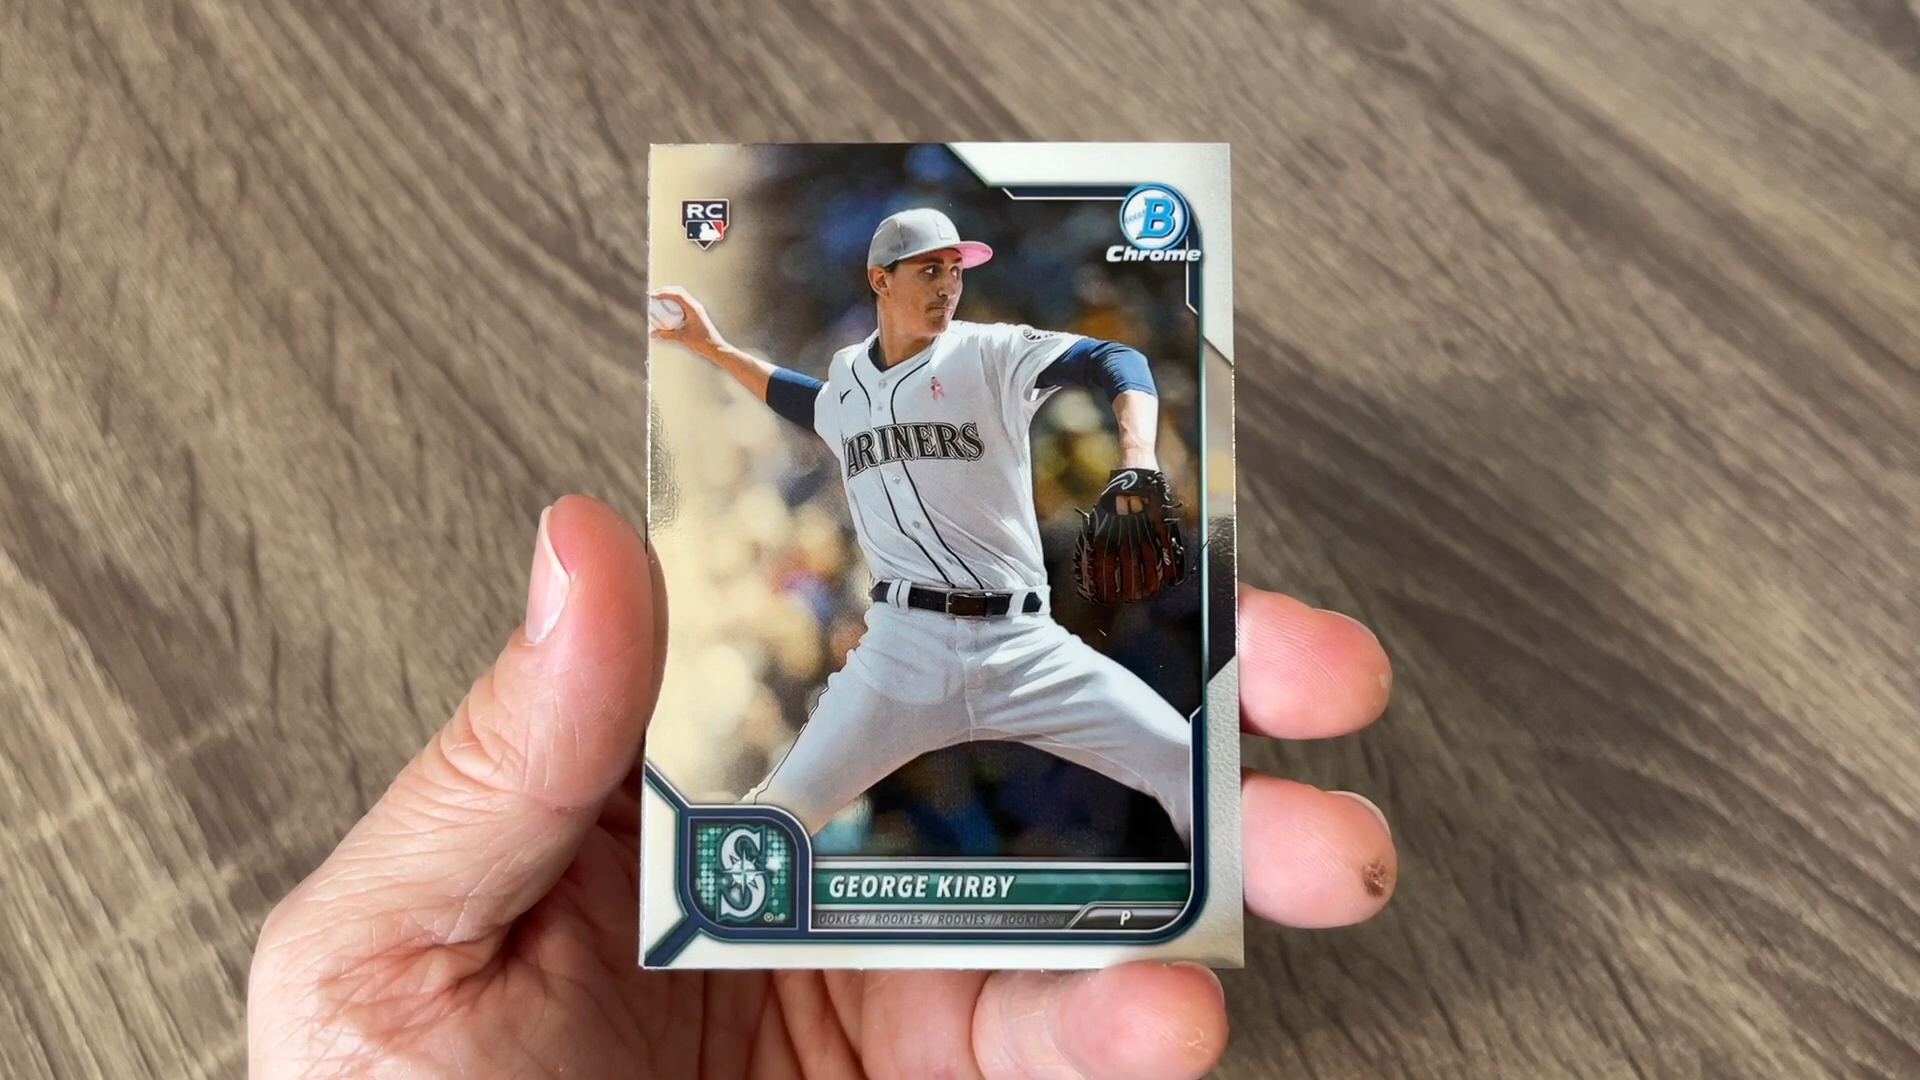 RC
B
Chrome
ARINERS
S
GEORGE KIRBY
OOKIES // ROOKIES // ROOKIES // ROOKIES //
P